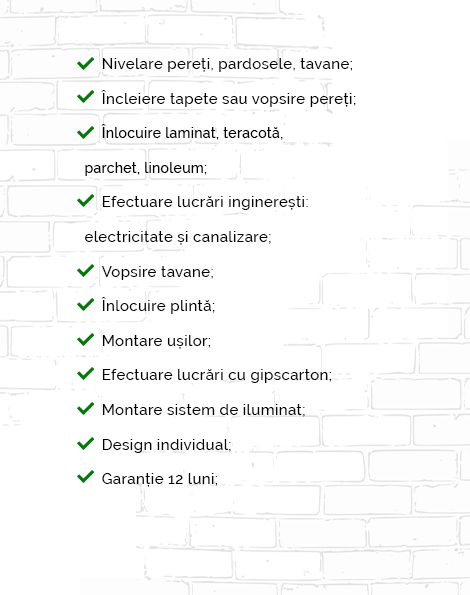 Nivelare pereți, pardosele, tavane;
Încleiere tapete sau vopsire pereți;
Înlocuire laminat, teracotă,
parchet, linoleum;
Efectuare lucrări inginerești:
electricitate și canalizare;
Vopsire tavane;
Înlocuire plintă;
Montare ușilor;
Efectuare lucrări cu gipscarton;
Montare sistem de iluminat;
Design individual;
Garanție 12 luni;